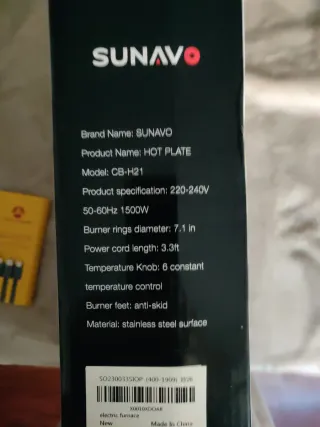 SUNAVO
Brand Name: SUNAVO
Product Name: HOT PLATE
Model: CB-H21
Product specification: 220-240V
50-60Hz 1500W
Burner rings diameter: 7.1 in
Power cord length: 3.3ft
Temperature Knob: 6 constant
temperature control
Burner feet: anti-skid
Material: stainless steel surface
electric furnace
New Made In China